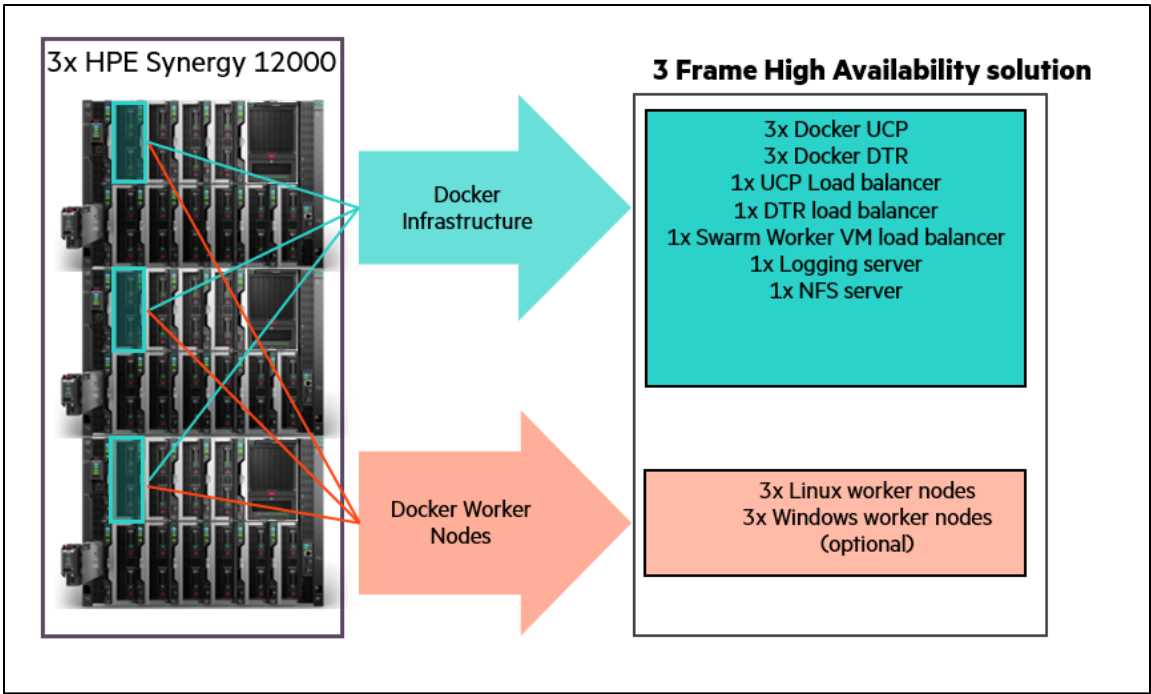 3x HPE Synergy 12000
3 Frame High Availability solution
Docker
Infrastructure
3x Docker UCP
3x Docker DTR
1x UCP Load balancer
1x DTR load balancer
1x Swarm Worker VM load balancer
1x Logging server
1x NFS server
Docker Worker
Nodes
3x Linux worker nodes
3x Windows worker nodes
(optional)